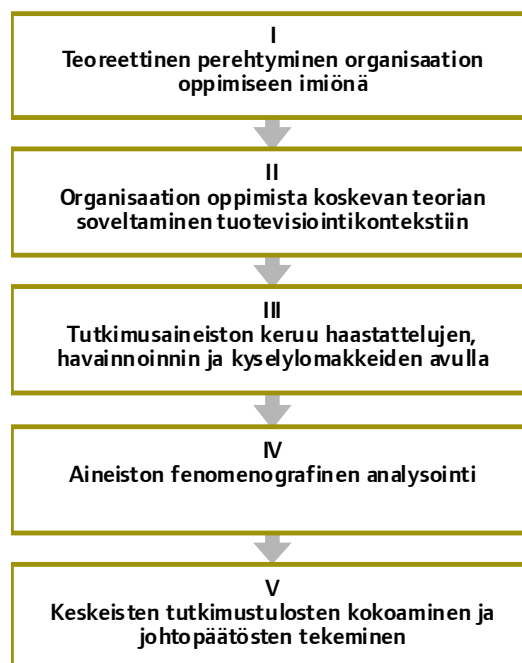 I
Teoreettinen perehtyminen organisaation
oppimiseen imiönä
II
Organisaation oppimista koskevan teorian
soveltaminen tuotevisiointikontekstiin
III
Tutkimusaineiston keruu haastattelujen,
havainnoinnin ja kyselylomakkeiden avulla
IV
Aineiston fenomenografinen analysointi
V
Keskeisten tutkimustulosten kokoaminen ja
johtopäätösten tekeminen